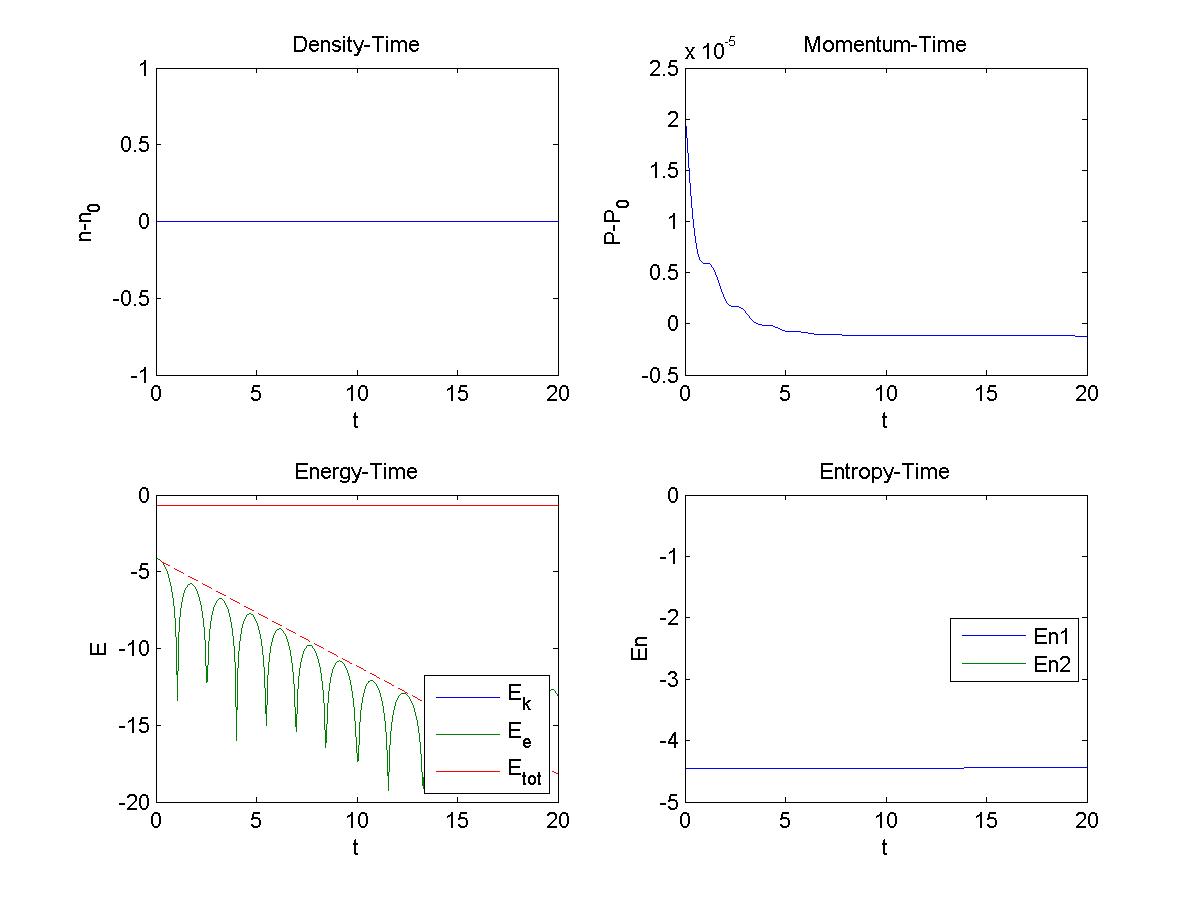 Density-Time
1
0.5
0
-0.5
-1
n-n0
0 5 10 15 20
t
x 10-5
Momentum-Time
2.5
2
1.5
1
0.5
0
-0.5
P-P0
0 5 10 15 20
t
Energy-Time
0
-5
-10
-15
-20
E
Ek
Ee
Etot
0 5 10 15 20
t
Entropy-Time
0
-1
-2
-3
-4
-5
En
En1
En2
0 5 10 15 20
t